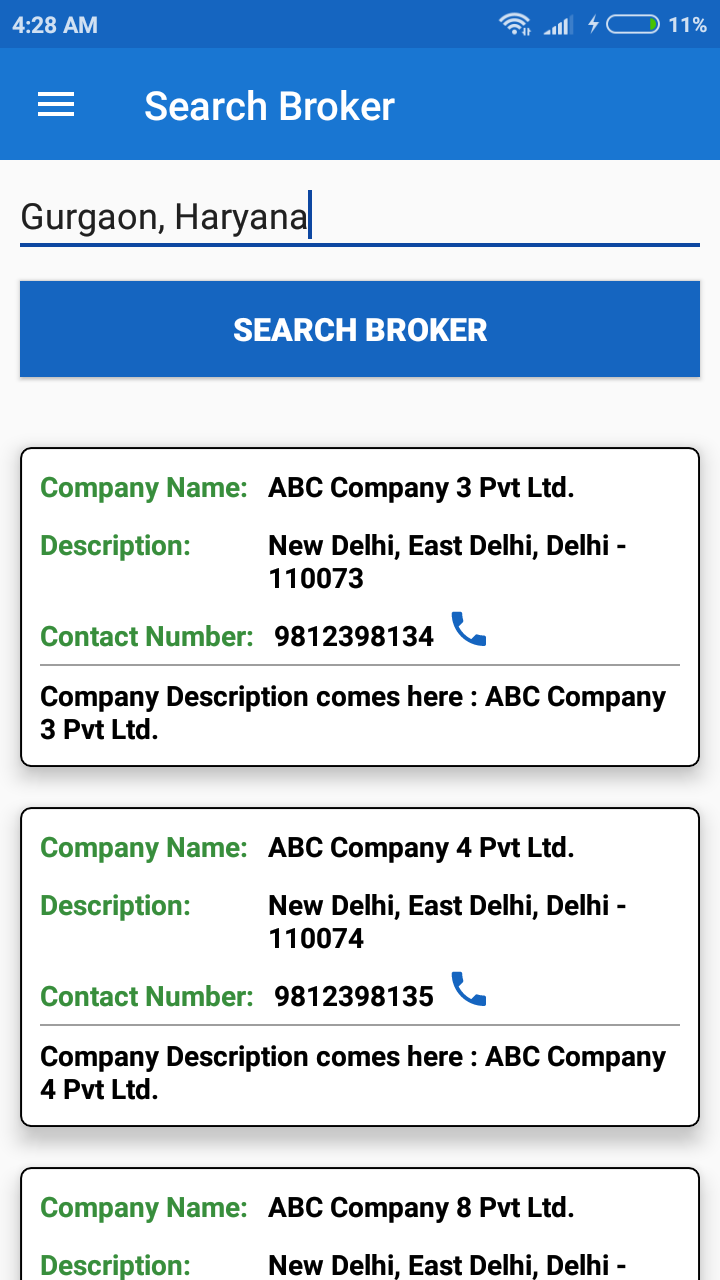 4:28 AM 11%
Search Broker
Gurgaon, Haryana
SEARCH BROKER
Company Name: ABC Company 3 Pvt Ltd.
Description: New Delhi, East Delhi, Delhi -
110073
Contact Number: 9812398134
Company Description comes here : ABC Company
3 Pvt Ltd.
Company Name: ABC Company 4 Pvt Ltd.
Description: New Delhi, East Delhi, Delhi -
110074
Contact Number: 9812398135
Company Description comes here : ABC Company
4 Pvt Ltd.
Company Name: ABC Company 8 Pvt Ltd.
Description: New Delhi, East Delhi, Delhi -